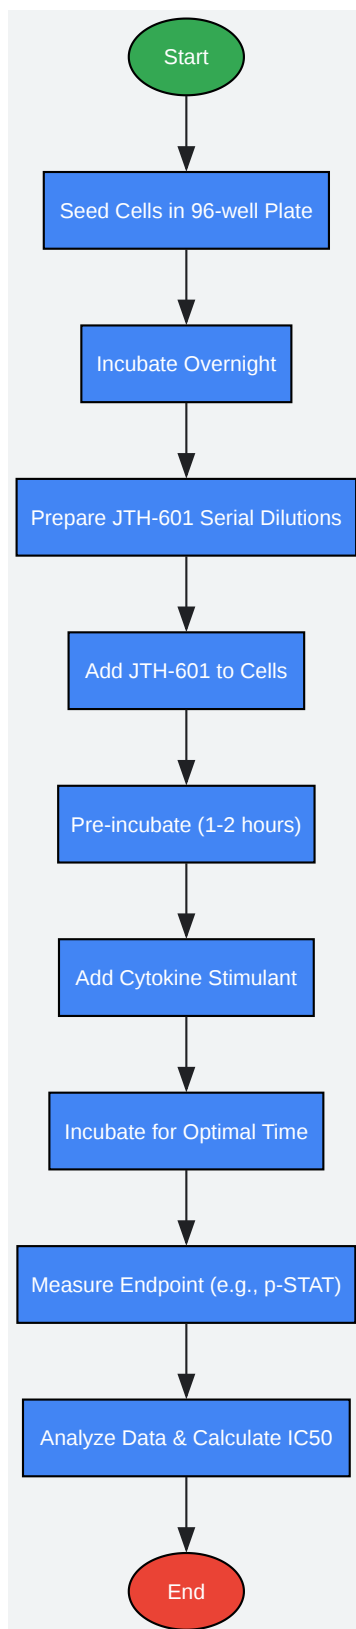 Start
Seed Cells in 96-well Plate
Incubate Overnight
Prepare JTH-601 Serial Dilutions
Add JTH-601 to Cells
Pre-incubate (1-2 hours)
Add Cytokine Stimulant
Incubate for Optimal Time
Measure Endpoint (e.g., p-STAT)
Analyze Data & Calculate IC50
End